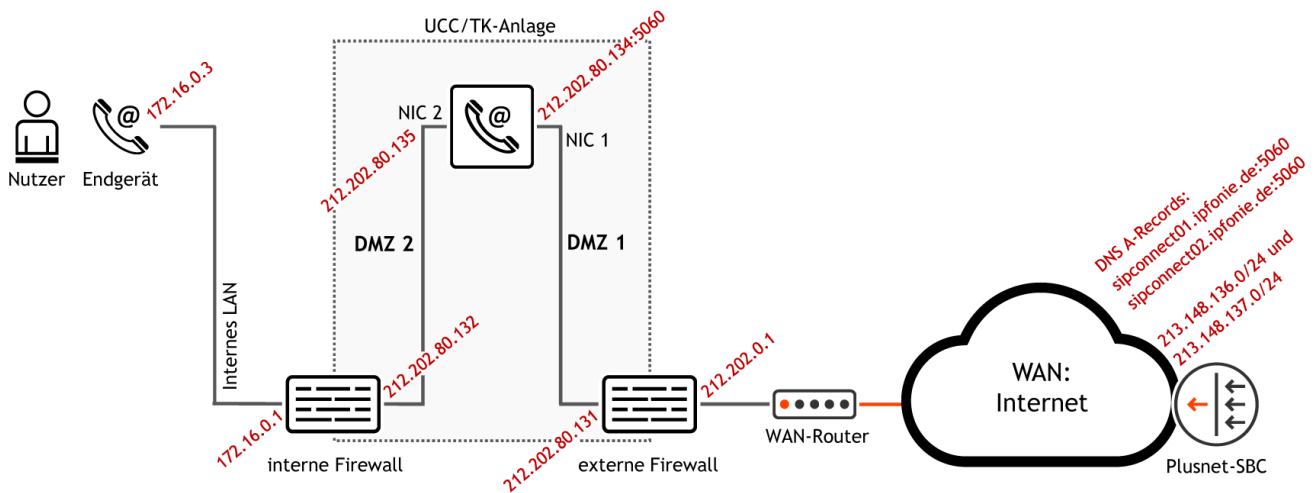 UCC/TK-Anlage
172.16.0.3
212.202.80.134:5060
NIC 2
NIC 1
212.202.80.135
Nutzer
Endgerät
DMZ 2
DMZ 1
DNS A-Records:
sipconnect01.ipfonie.de:5060
sipconnect02.ipfonie.de:5060
213.148.136.0/24 und
213.148.137.0/24
Internes LAN
212.202.80.132
212.202.0.1
WAN:
Internet
172.16.0.1
212.202.80.131
interne Firewall
externe Firewall
WAN-Router
Plusnet-SBC
@
@